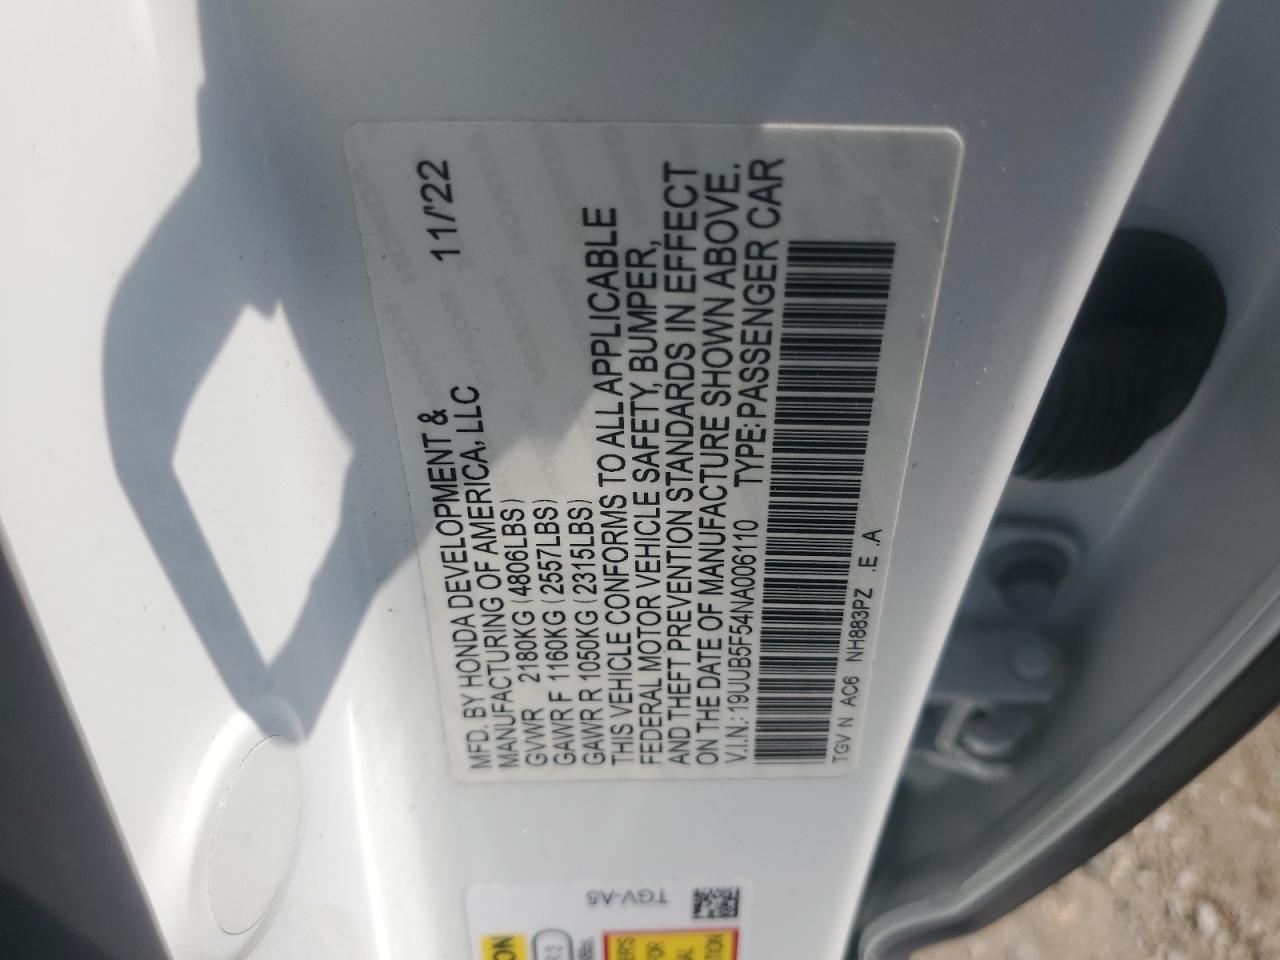 MFD. BY HONDA DEVELOPMENT & 11/'22
MANUFACTURING OF AMERICA, LLC
GVWR 2180KG (4806LBS)
GAWR F 1160KG (2557LBS)
GAWR R 1050KG (2315LBS)
THIS VEHICLE CONFORMS TO ALL APPLICABLE
FEDERAL MOTOR VEHICLE SAFETY, BUMPER,
AND THEFT PREVENTION STANDARDS IN EFFECT
ON THE DATE OF MANUFACTURE SHOWN ABOVE.
V.I.N.: 19UUB5F54NA006110 TYPE: PASSENGER CAR
TGV N AC6 NH883PZ .E .A
TGV-A5